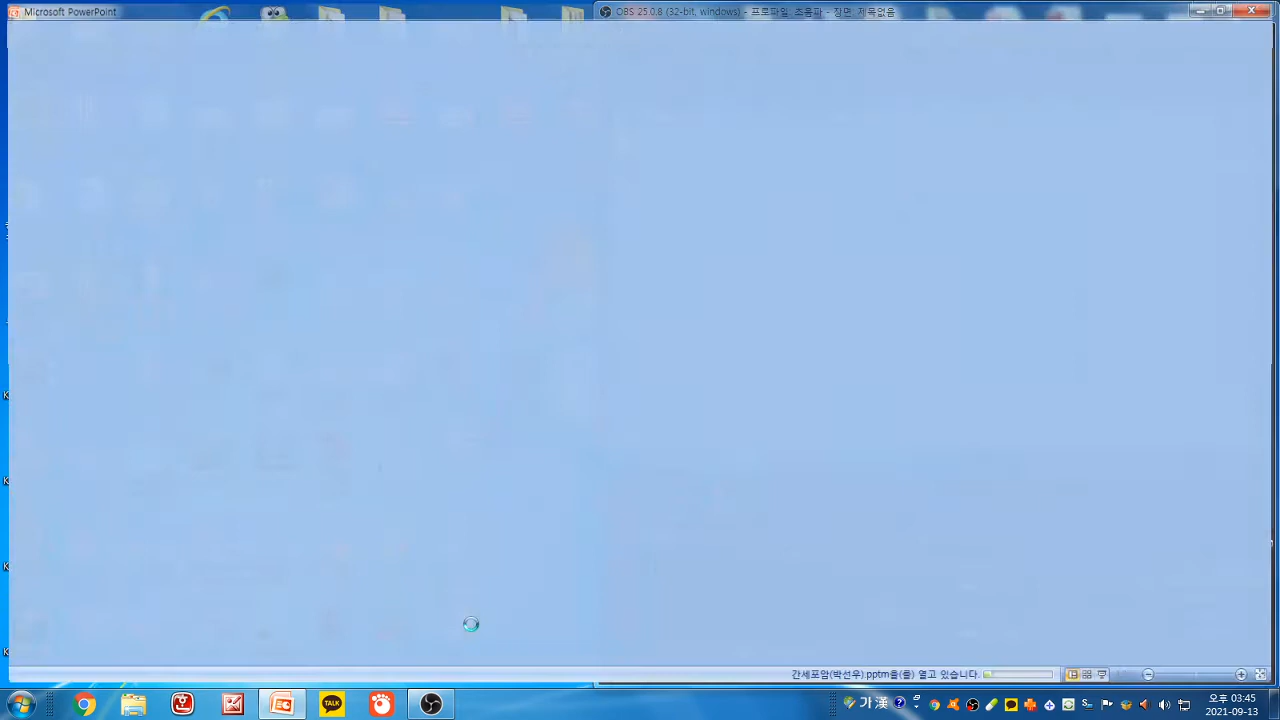 Microsoft PowerPoint
OBS 25.0.8 (32-bit, windows) - 프로파일: 초음파 - 장면: 제목없음
간세포암(박선우).pptm을(를) 열고 있습니다.
TALK
가 漢
오후 03:45
2021-09-13